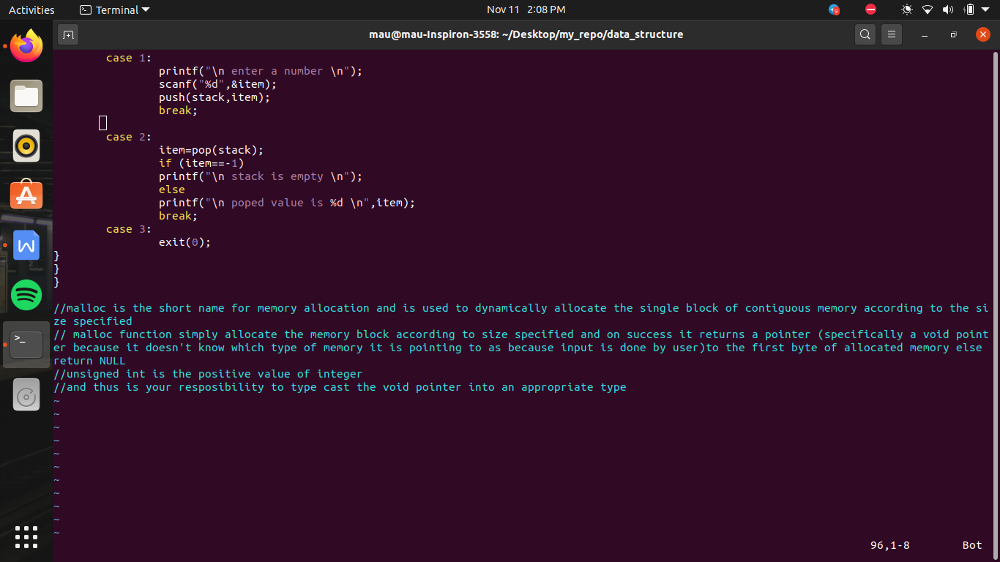 Activities Terminal Nov 11 2:08 PM 9
mau@mau-Inspiron-3558: ~/Desktop/my_repo/data_structure
case 1:
printf("\n enter a number \n");
scanf("%d",&item);
push(stack,item);
break;
case 2:
item=pop(stack);
if (item==-1)
printf("\n stack is empty \n");
else
printf("\n poped value is %d \n",item);
break;
case 3:
exit(0);
}
}
}
//malloc is the short name for memory allocation and is used to dynamically allocate the single block of contiguous memory according to the si
ze specified
// malloc function simply allocate the memory block according to size specified and on success it returns a pointer (specifically a void point
er because it doesn't know which type of memory it is pointing to as because input is done by user)to the first byte of allocated memory else
return NULL
//unsigned int is the positive value of integer
//and thus is your resposibility to type cast the void pointer into an appropriate type
~
~
~
~
~
~
~
~
~
~
~
96,1-8 Bot